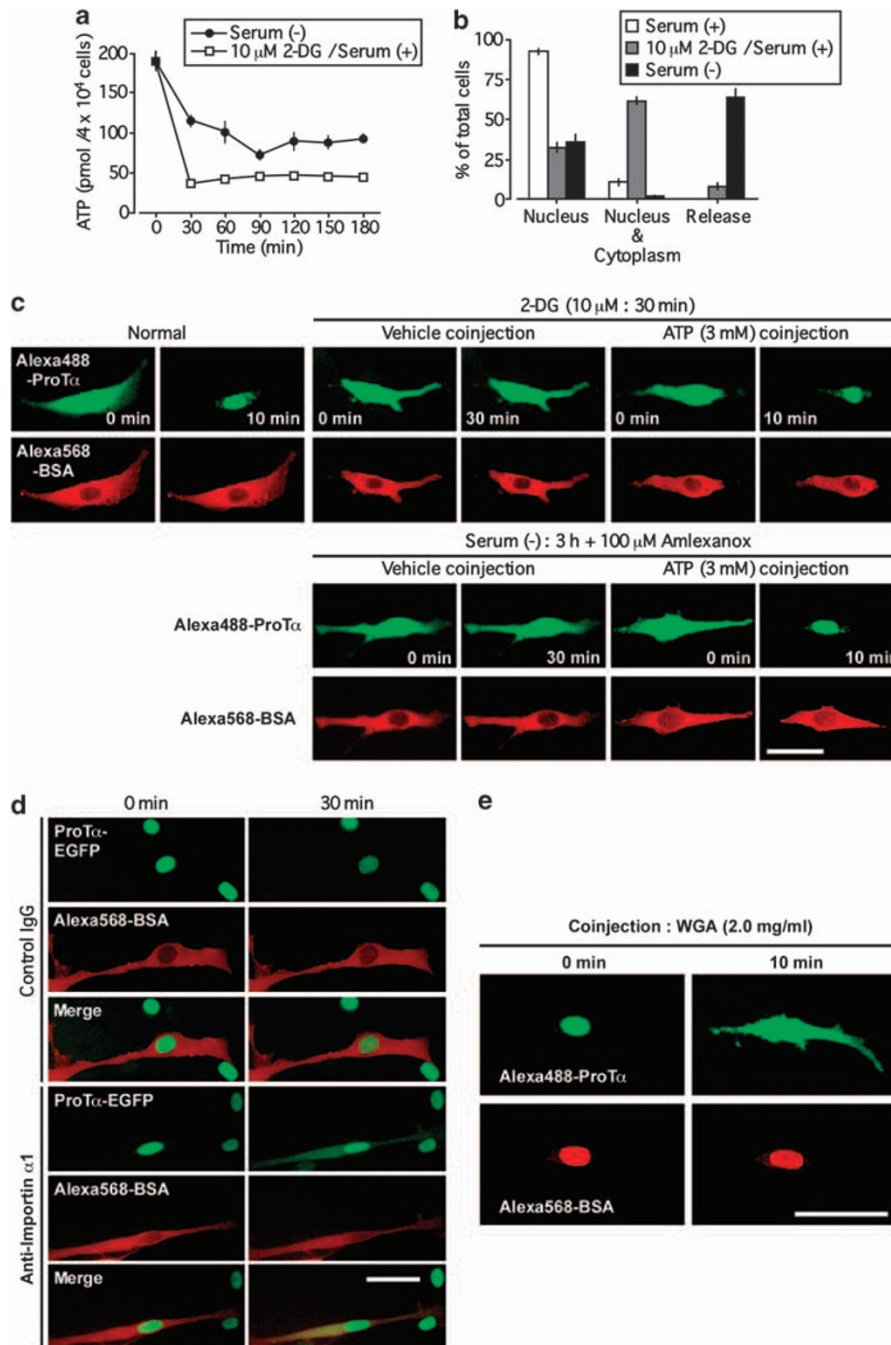 a
Serum (-)
10 μM 2-DG /Serum (+)
ATP (pmol /4 x 10⁴ cells)
200
150
100
50
0
0 30 60 90 120 150 180
Time (min)
b
Serum (+)
10 μM 2-DG /Serum (+)
Serum (-)
% of total cells
100
75
50
25
0
Nucleus
Nucleus & Cytoplasm
Release
c
2-DG (10 μM : 30 min)
Normal
Vehicle coinjection
ATP (3 mM) coinjection
Alexa488
-ProTα
0 min
10 min
0 min
30 min
0 min
10 min
Alexa568
-BSA
Serum (-) : 3 h + 100 μM Amlexanox
Vehicle coinjection
ATP (3 mM) coinjection
Alexa488-ProTα
0 min
30 min
0 min
10 min
Alexa568-BSA
d
0 min
30 min
Control IgG
ProTα-
EGFP
Alexa568-BSA
Merge
Anti-Importin α1
ProTα-EGFP
Alexa568-BSA
Merge
e
Coinjection : WGA (2.0 mg/ml)
0 min
10 min
Alexa488-ProTα
Alexa568-BSA